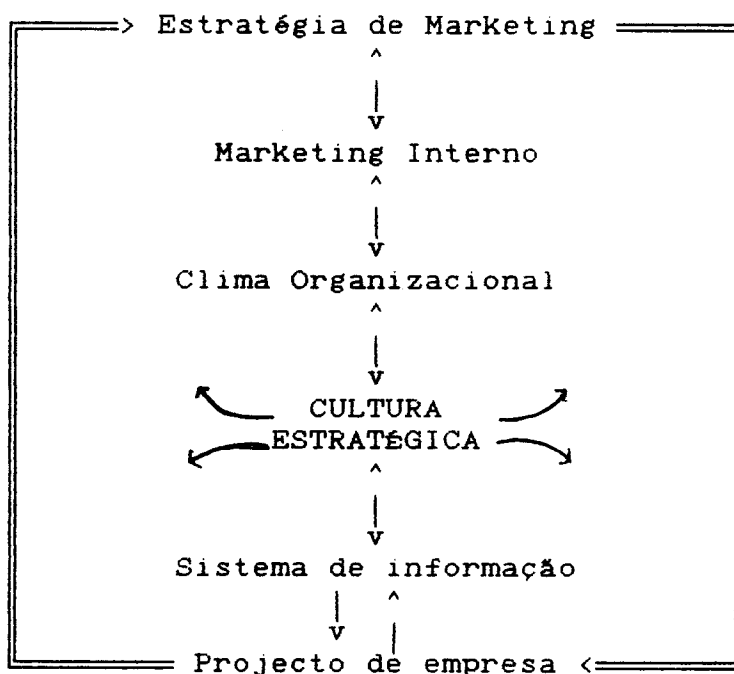 Estratégia de Marketing
Marketing Interno
Clima Organizacional
CULTURA
ESTRATÉGICA
Sistema de informação
Projecto de empresa